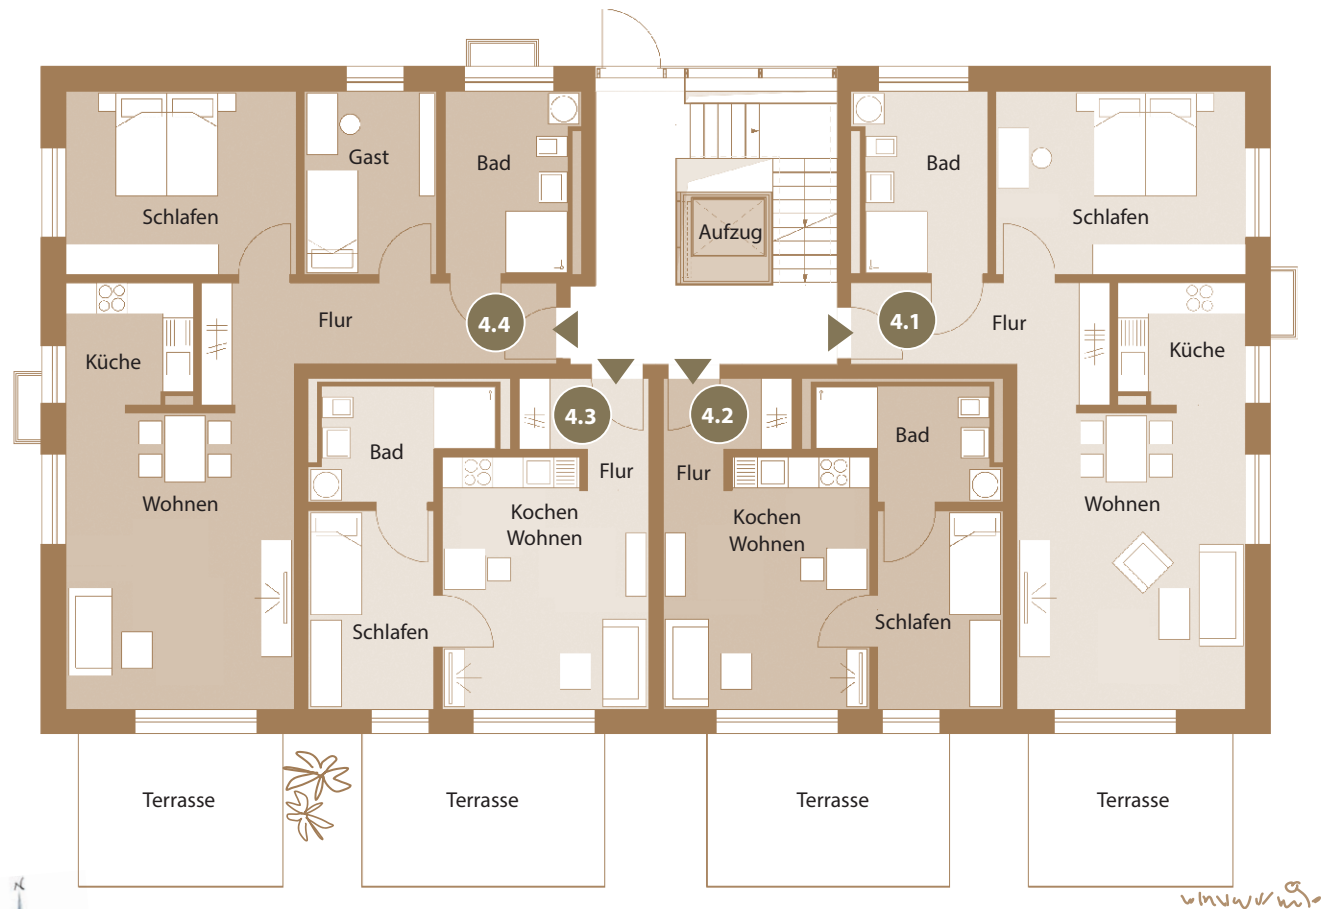 Gast
Bad
Bad
Schlafen
Schlafen
Aufzug
Flur
4.4
4.1
Flur
Küche
Küche
4.3
4.2
Bad
Bad
Flur
Flur
Wohnen
Kochen
Wohnen
Kochen
Wohnen
Wohnen
Schlafen
Schlafen
Terrasse
Terrasse
Terrasse
Terrasse
N